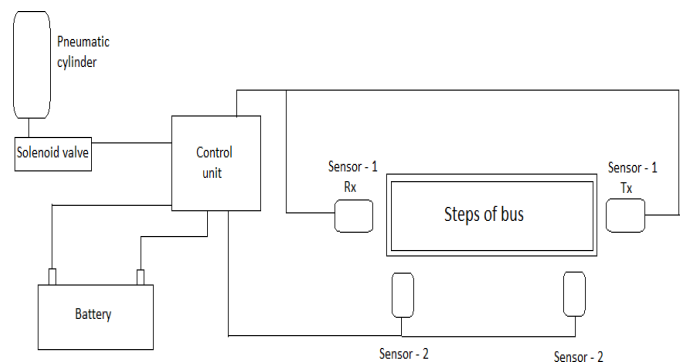 Pneumatic
cylinder
Solenoid valve
Control
unit
Sensor - 1
Rx
Steps of bus
Sensor - 1
Tx
Battery
Sensor - 2
Sensor - 2